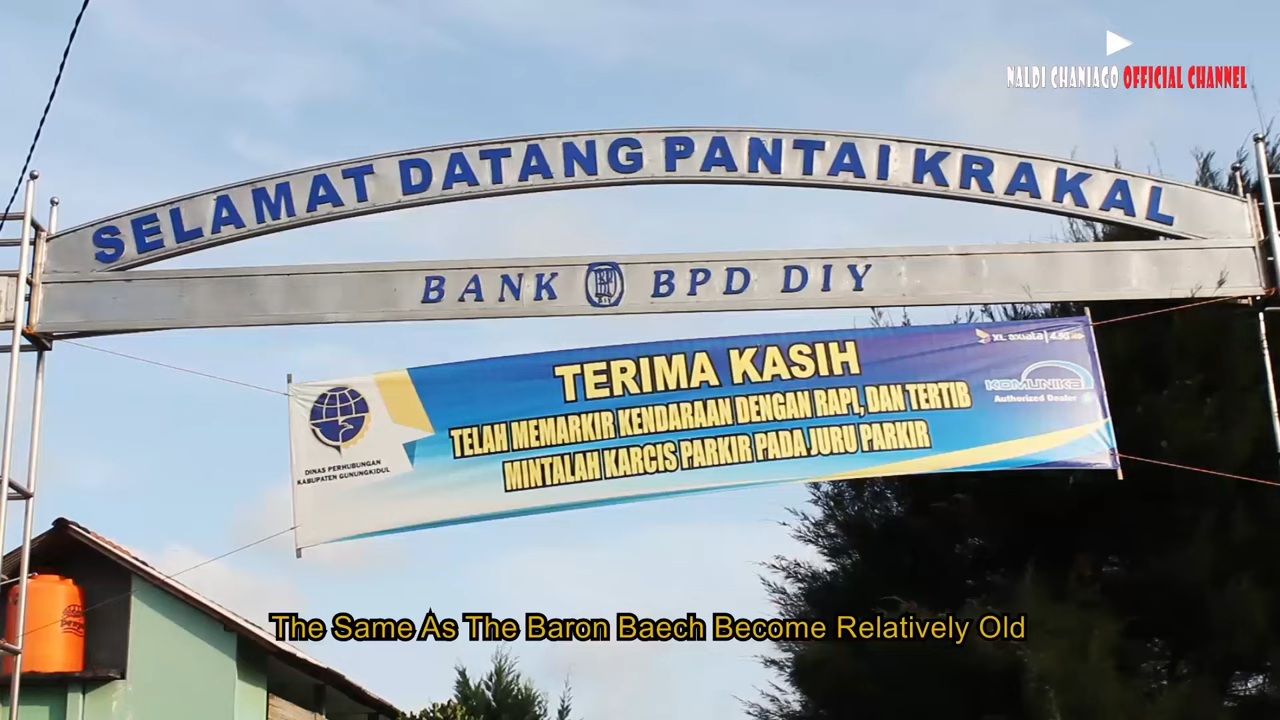 NALDI CHANIAGO OFFICIAL CHANNEL
SELAMAT DATANG PANTAI KRAKAL
BANK BPD DIY
XL axiata 4.5G
KOMUNIKA
Authorized Dealer
TERIMA KASIH
TELAH MEMARKIR KENDARAAN DENGAN RAPI, DAN TERTIB
MINTALAH KARCIS PARKIR PADA JURU PARKIR
DINAS PERHUBUNGAN
KABUPATEN GUNUNGKIDUL
The Same As The Baron Baech Become Relatively Old